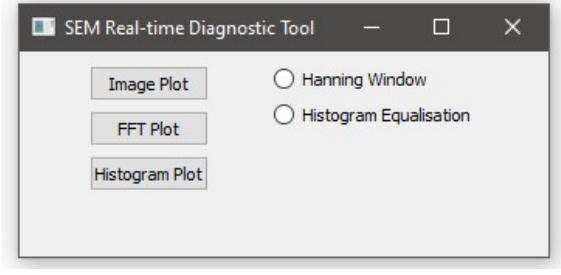 SEM Real-time Diagnostic Tool
Image Plot
Hanning Window
FFT Plot
Histogram Equalisation
Histogram Plot